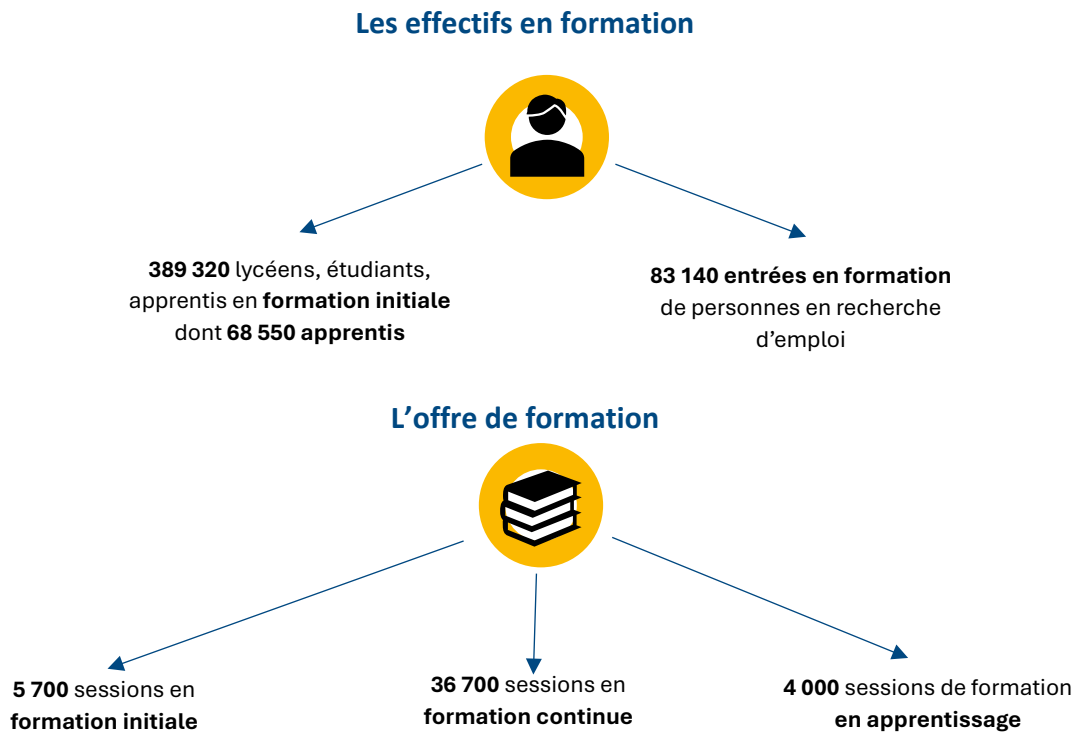 Les effectifs en formation
389 320 lycéens, étudiants,
apprentis en formation initiale
dont 68 550 apprentis
83 140 entrées en formation
de personnes en recherche
d’emploi
L’offre de formation
5 700 sessions en
formation initiale
36 700 sessions en
formation continue
4 000 sessions de formation
en apprentissage